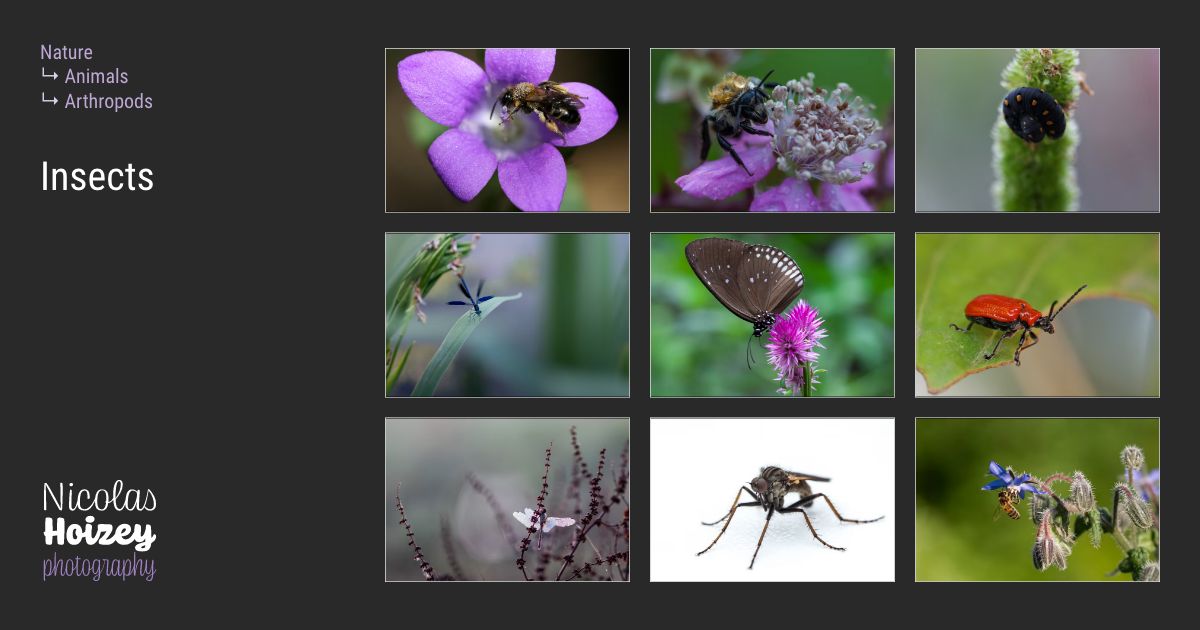 Nature
↳ Animals
↳ Arthropods
Insects
Nicolas
Hoizey
photography